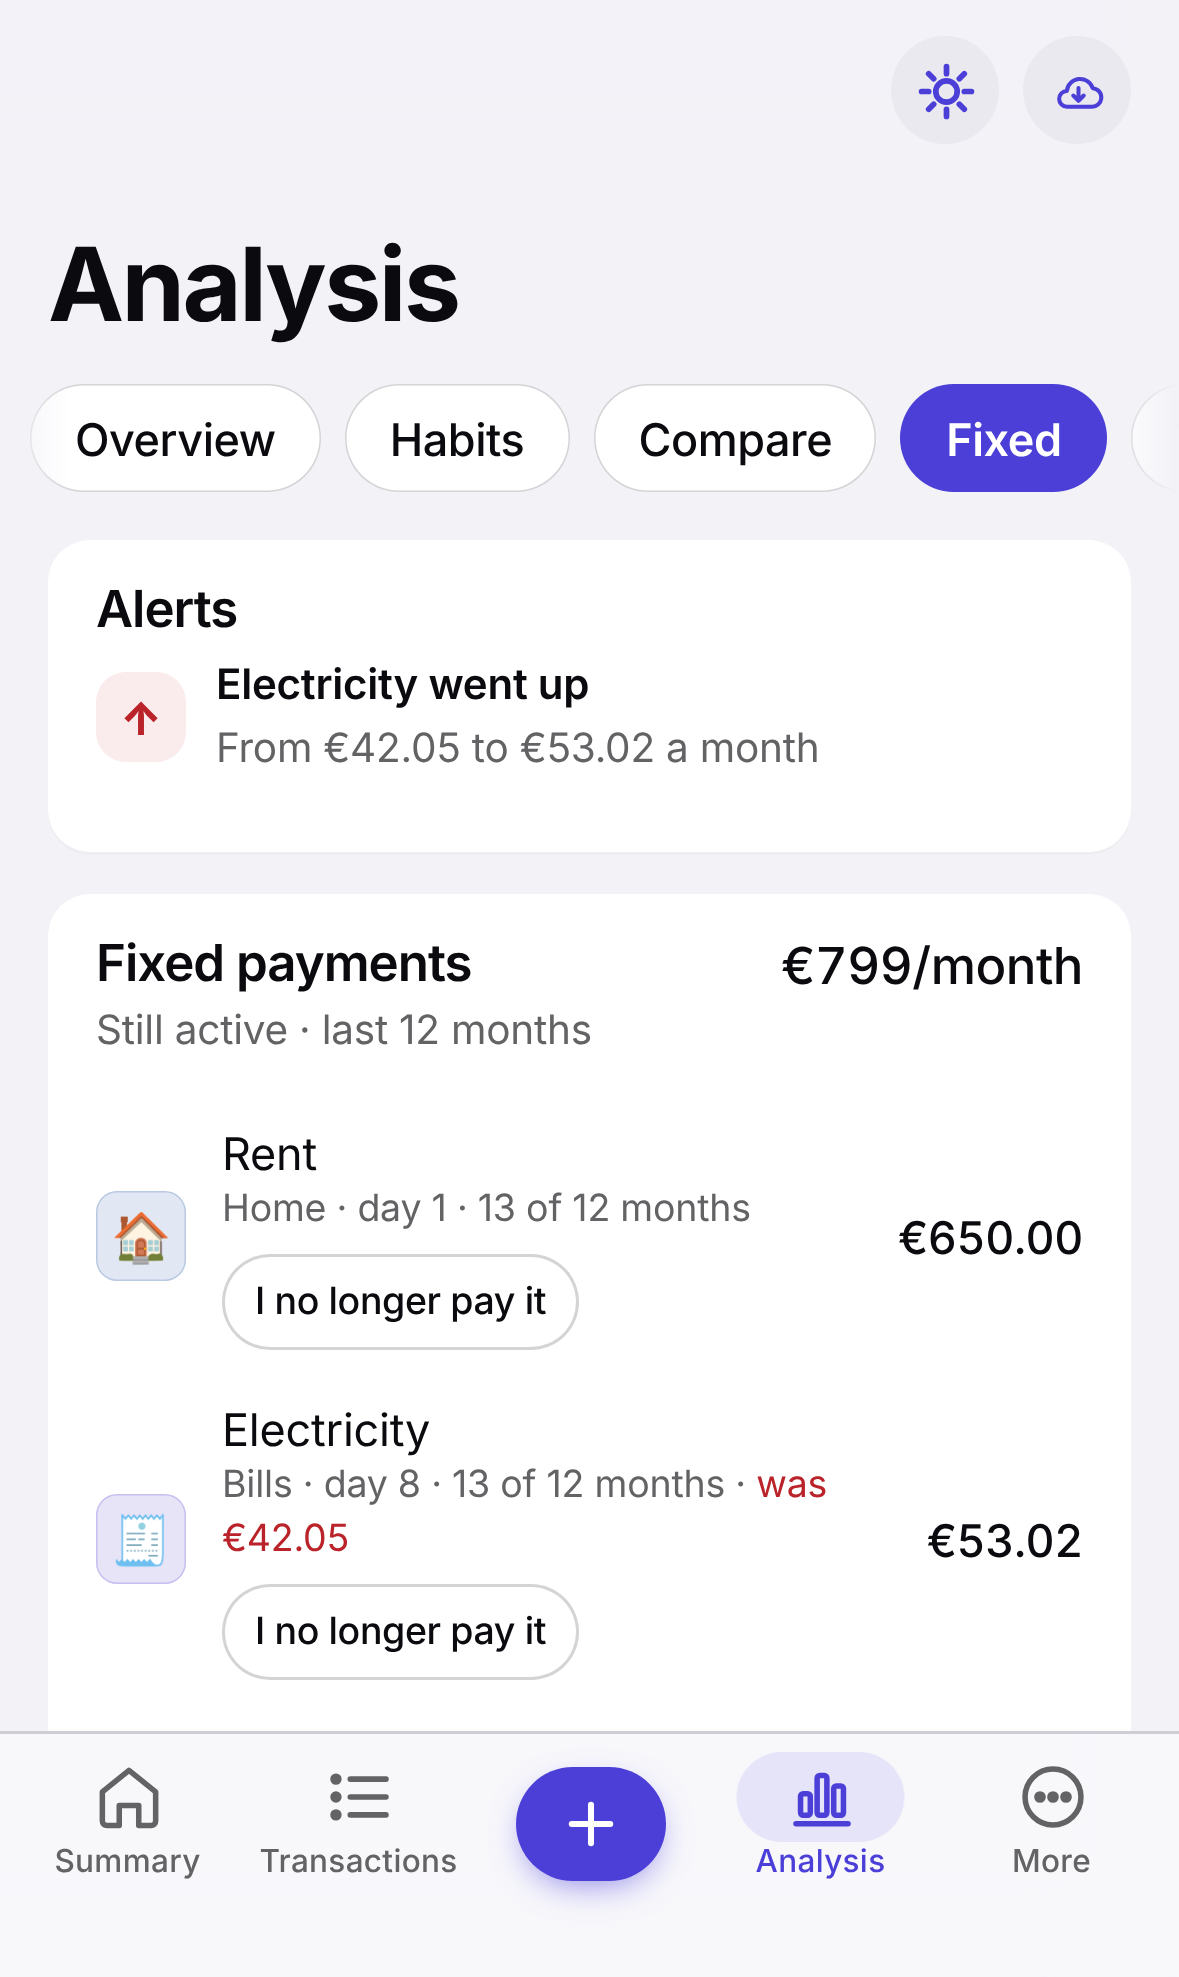 Analysis
Overview
Habits
Compare
Fixed
Alerts
Electricity went up
From €42.05 to €53.02 a month
Fixed payments
€799/month
Still active · last 12 months
Rent
Home · day 1 · 13 of 12 months
€650.00
I no longer pay it
Electricity
Bills · day 8 · 13 of 12 months · was
€42.05
€53.02
I no longer pay it
Summary
Transactions
Analysis
More